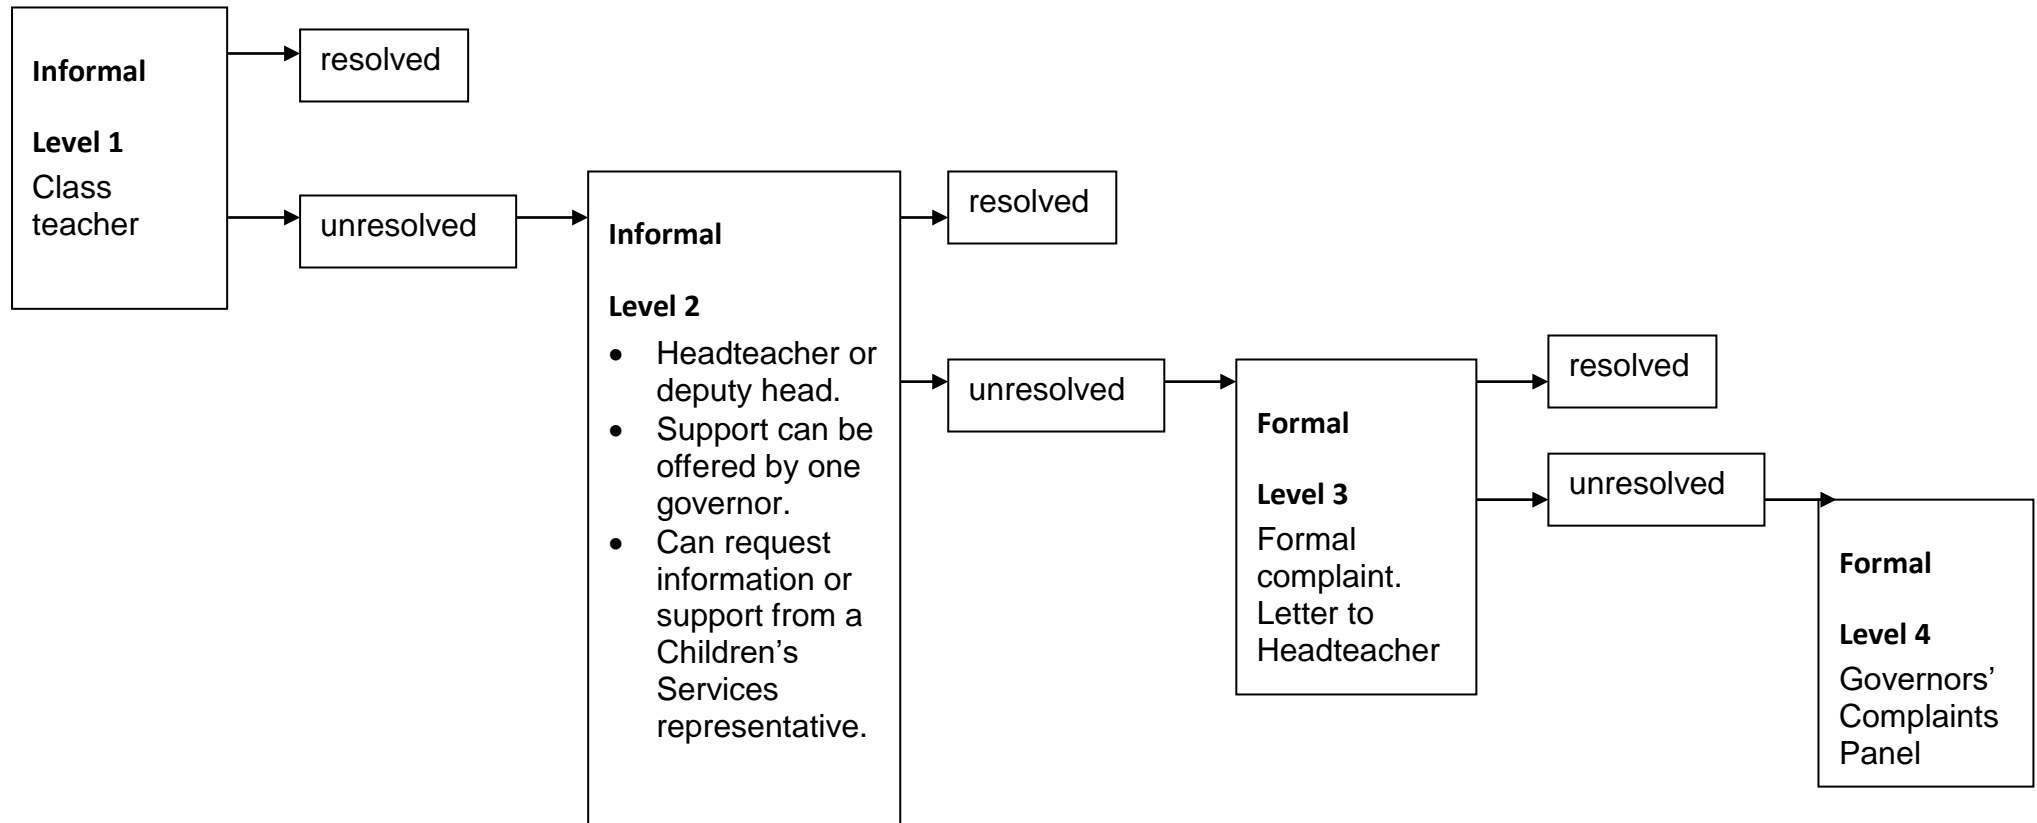 Informal
Level 1
Class
teacher
resolved
unresolved
Informal
Level 2
• Headteacher or
deputy head.
• Support can be
offered by one
governor.
• Can request
information or
support from a
Children’s
Services
representative.
resolved
unresolved
Formal
Level 3
Formal
complaint.
Letter to
Headteacher
resolved
unresolved
Formal
Level 4
Governors’
Complaints
Panel